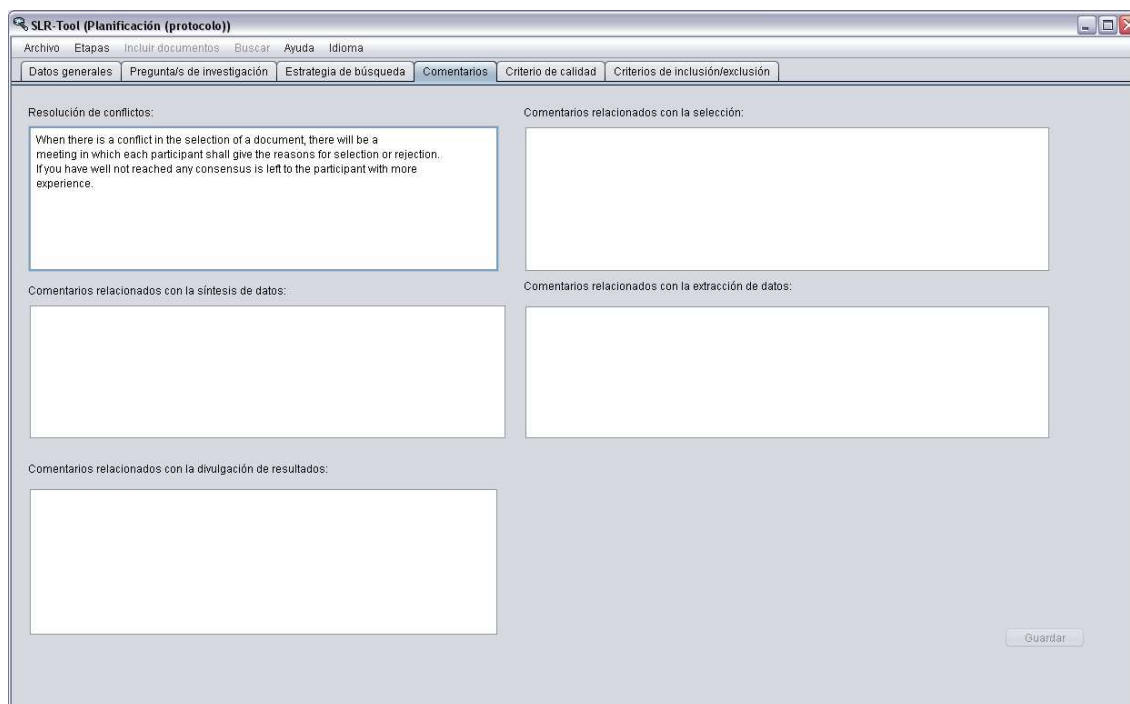 SLR-Tool (Planificación (protocolo))
Archivo Etapas Incluir documentos Buscar Ayuda Idioma
Datos generales Pregunta/s de investigación Estrategia de búsqueda Comentarios Criterio de calidad Criterios de inclusión/exclusión
Resolución de conflictos:
When there is a conflict in the selection of a document, there will be a
meeting in which each participant shall give the reasons for selection or rejection.
If you have well not reached any consensus is left to the participant with more
experience.
Comentarios relacionados con la selección:
Comentarios relacionados con la síntesis de datos:
Comentarios relacionados con la extracción de datos:
Comentarios relacionados con la divulgación de resultados:
Guardar